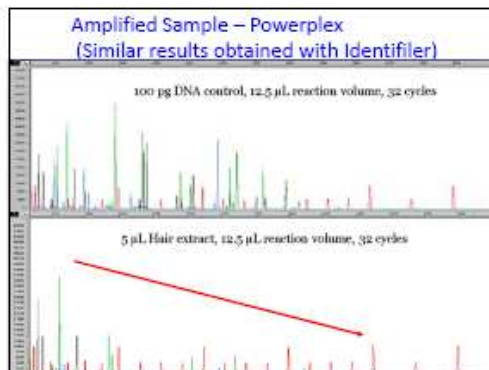 Amplified Sample – Powerplex
(Similar results obtained with Identifiler)
100 pg DNA control, 12.5 µL reaction volume, 32 cycles
5 µL Hair extract, 12.5 µL reaction volume, 32 cycles